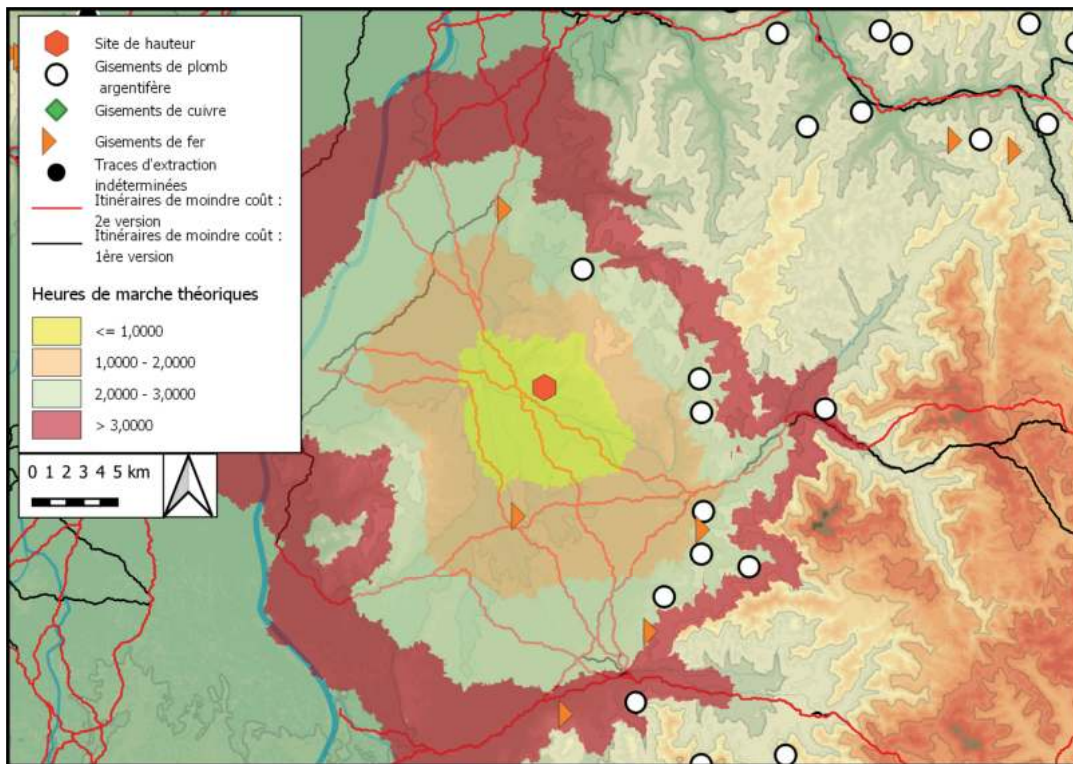 Site de hauteur
Gisements de plomb
argentifère
Gisements de cuivre
Gisements de fer
Traces d'extraction
indéterminées
Itinéraires de moindre coût :
2e version
Itinéraires de moindre coût :
1ère version
Heures de marche théoriques
<= 1,0000
1,0000 - 2,0000
2,0000 - 3,0000
> 3,0000
0 1 2 3 4 5 km